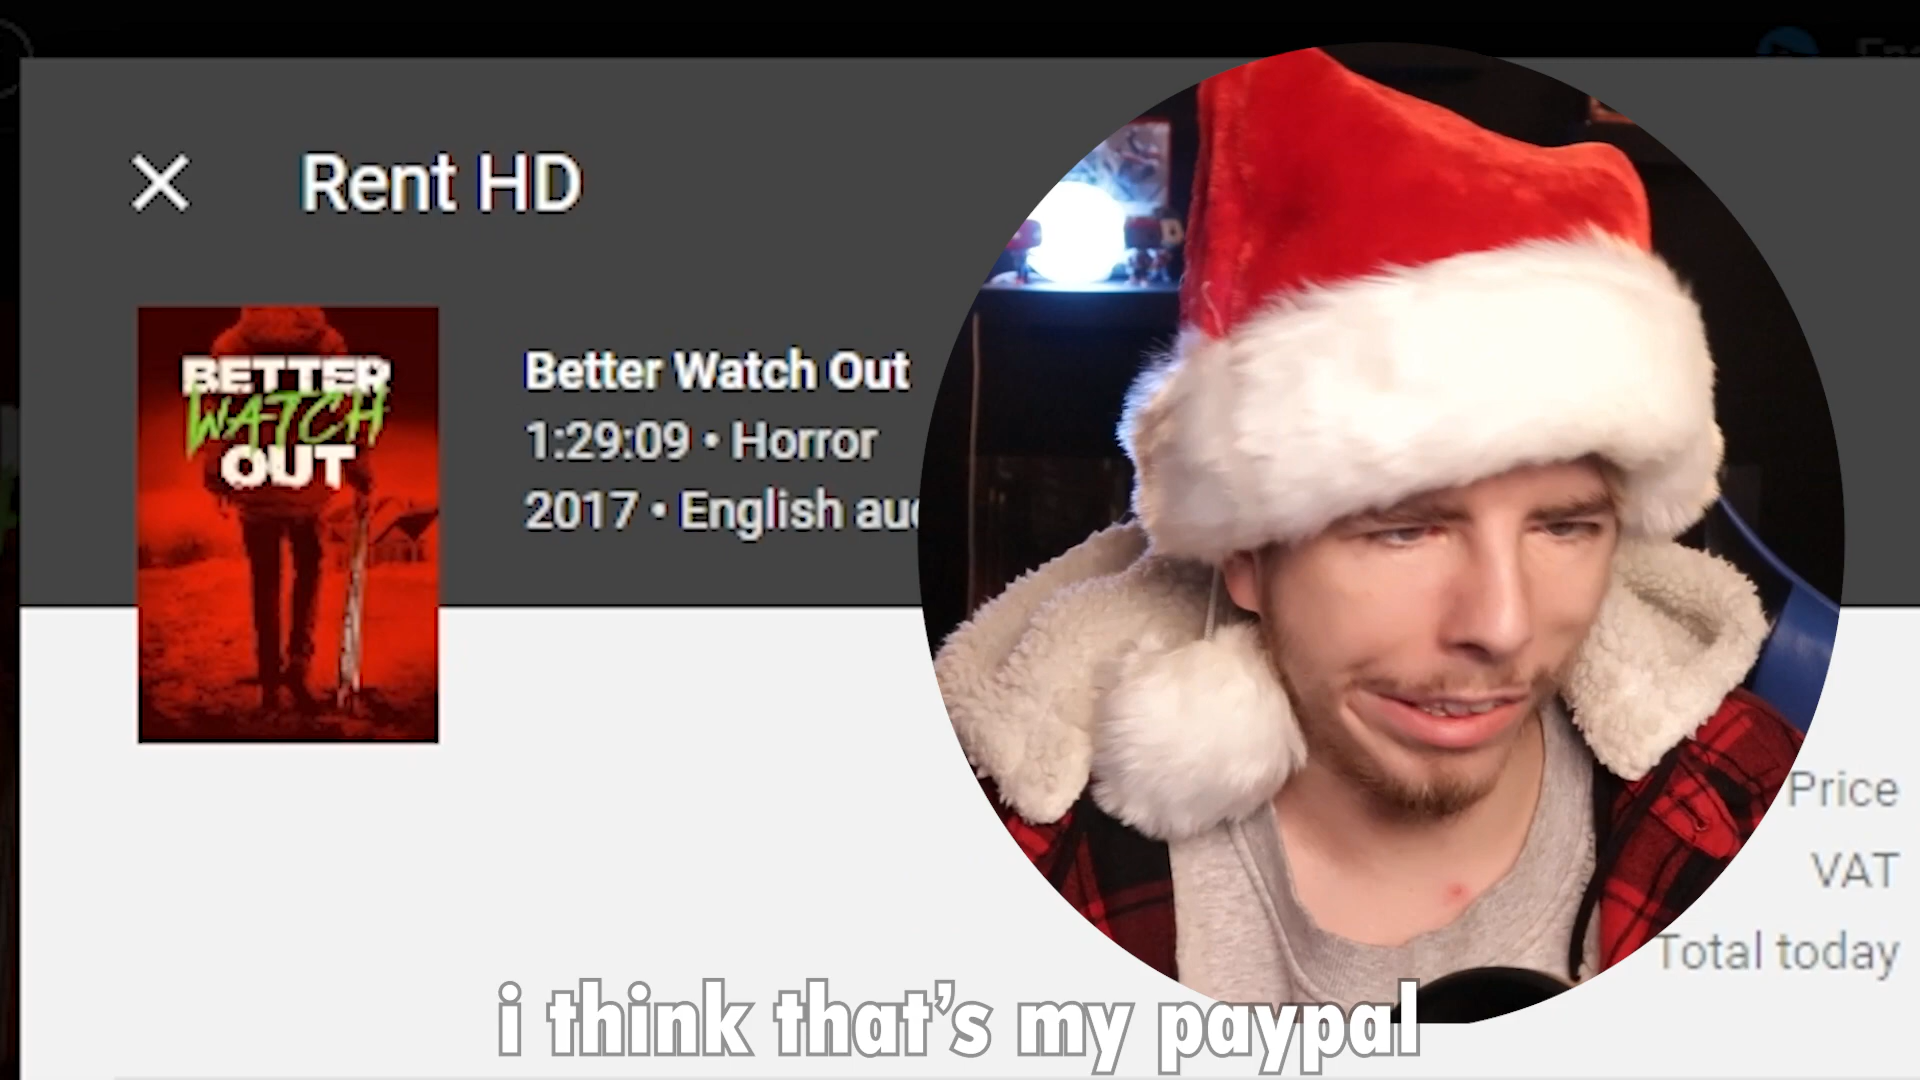 Rent HD
BETTER
WATCH
OUT
Better Watch Out
1:29:09 • Horror
2017 • English
Price
VAT
Total today
i think that's my paypal